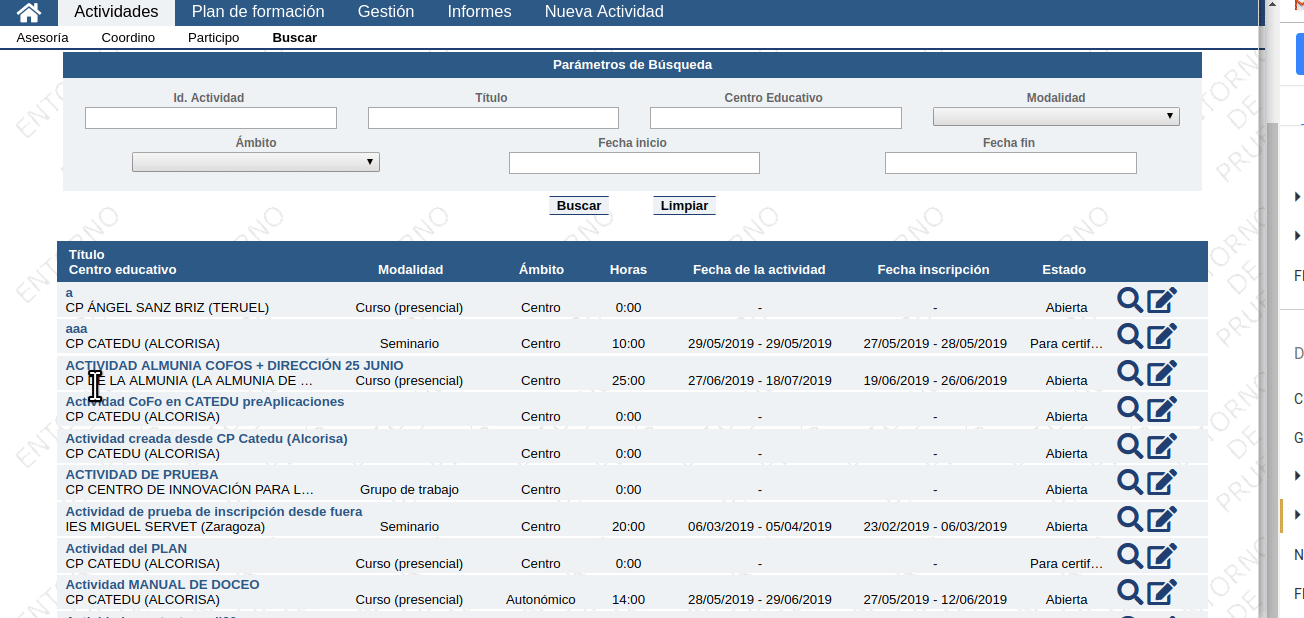 Actividades Plan de formación Gestión Informes Nueva Actividad
Asesoría Coordino Participo Buscar
Parámetros de Búsqueda
Id. Actividad Título Centro Educativo Modalidad
Ámbito Fecha inicio Fecha fin
Buscar Limpiar
Título
Centro educativo Modalidad Ámbito Horas Fecha de la actividad Fecha inscripción Estado
a
CP ÁNGEL SANZ BRIZ (TERUEL) Curso (presencial) Centro 0:00 - - Abierta
aaa
CP CATEDU (ALCORISA) Seminario Centro 10:00 29/05/2019 - 29/05/2019 27/05/2019 - 28/05/2019 Para certif…
ACTIVIDAD ALMUNIA COFOS + DIRECCIÓN 25 JUNIO
CP DE LA ALMUNIA (LA ALMUNIA DE … Curso (presencial) Centro 25:00 27/06/2019 - 18/07/2019 19/06/2019 - 26/06/2019 Abierta
Actividad CoFo en CATEDU preAplicaciones
CP CATEDU (ALCORISA) Centro 0:00 - - Abierta
Actividad creada desde CP Catedu (Alcorisa)
CP CATEDU (ALCORISA) Centro 0:00 - - Abierta
ACTIVIDAD DE PRUEBA
CP CENTRO DE INNOVACIÓN PARA L… Grupo de trabajo Centro 0:00 - - Abierta
Actividad de prueba de inscripción desde fuera
IES MIGUEL SERVET (Zaragoza) Seminario Centro 20:00 06/03/2019 - 05/04/2019 23/02/2019 - 06/03/2019 Abierta
Actividad del PLAN
CP CATEDU (ALCORISA) Curso (presencial) Centro 0:00 - - Para certif…
Actividad MANUAL DE DOCEO
CP CATEDU (ALCORISA) Curso (presencial) Autonómico 14:00 28/05/2019 - 29/06/2019 27/05/2019 - 12/06/2019 Abierta